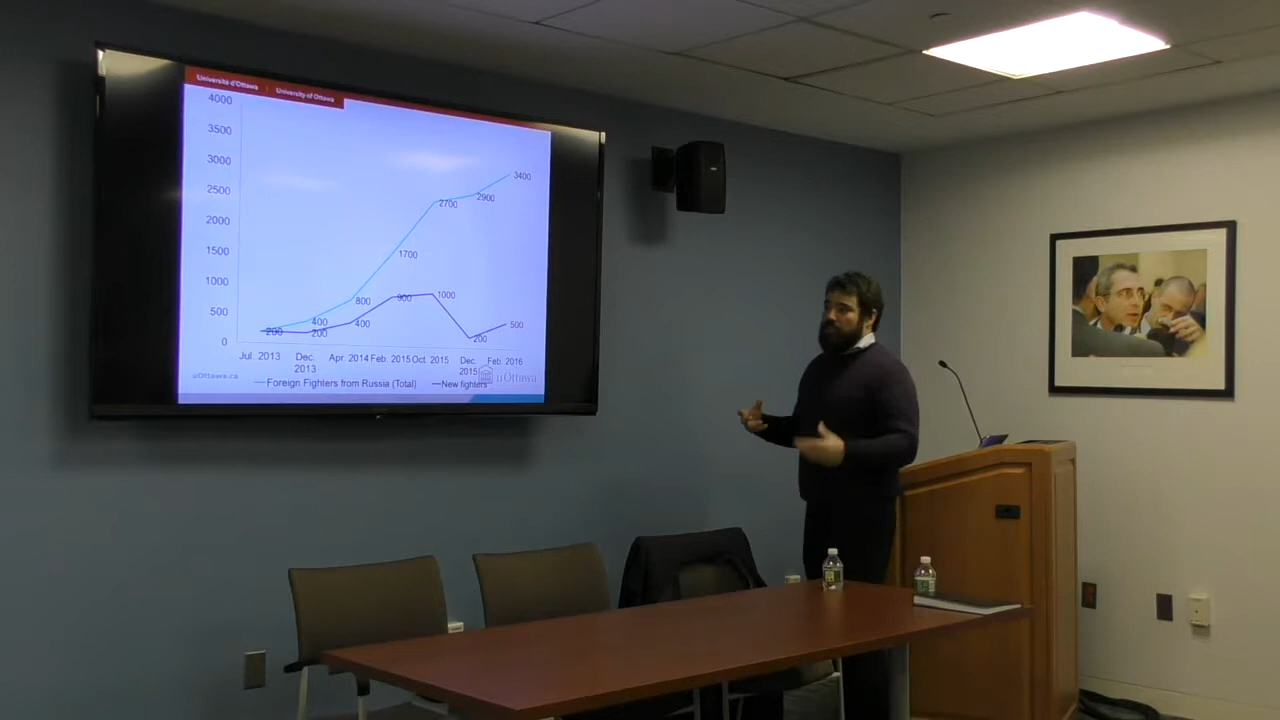 Université d'Ottawa | University of Ottawa
4000
3500
3000
2500
2000
1500
1000
500
0
3400
2900
2700
1700
800
400
200
200
400
900
1000
200
500
Jul. 2013
Dec. 2013
Apr. 2014
Feb. 2015
Oct. 2015
Dec. 2015
Feb. 2016
Foreign Fighters from Russia (Total)
New fighters
uOttawa.ca
uOttawa